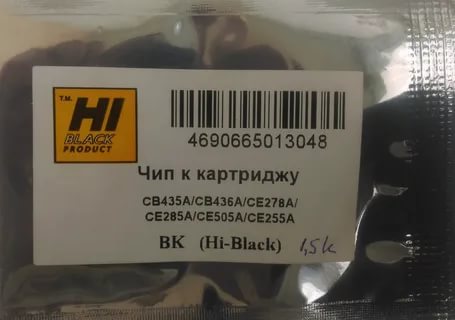 T.M.
HI
BLACK
PRODUCT
4690665013048
Чип к картриджу
CB435A/CB436A/CE278A/
CE285A/CE505A/CE255A
BK (Hi-Black) 1,5k